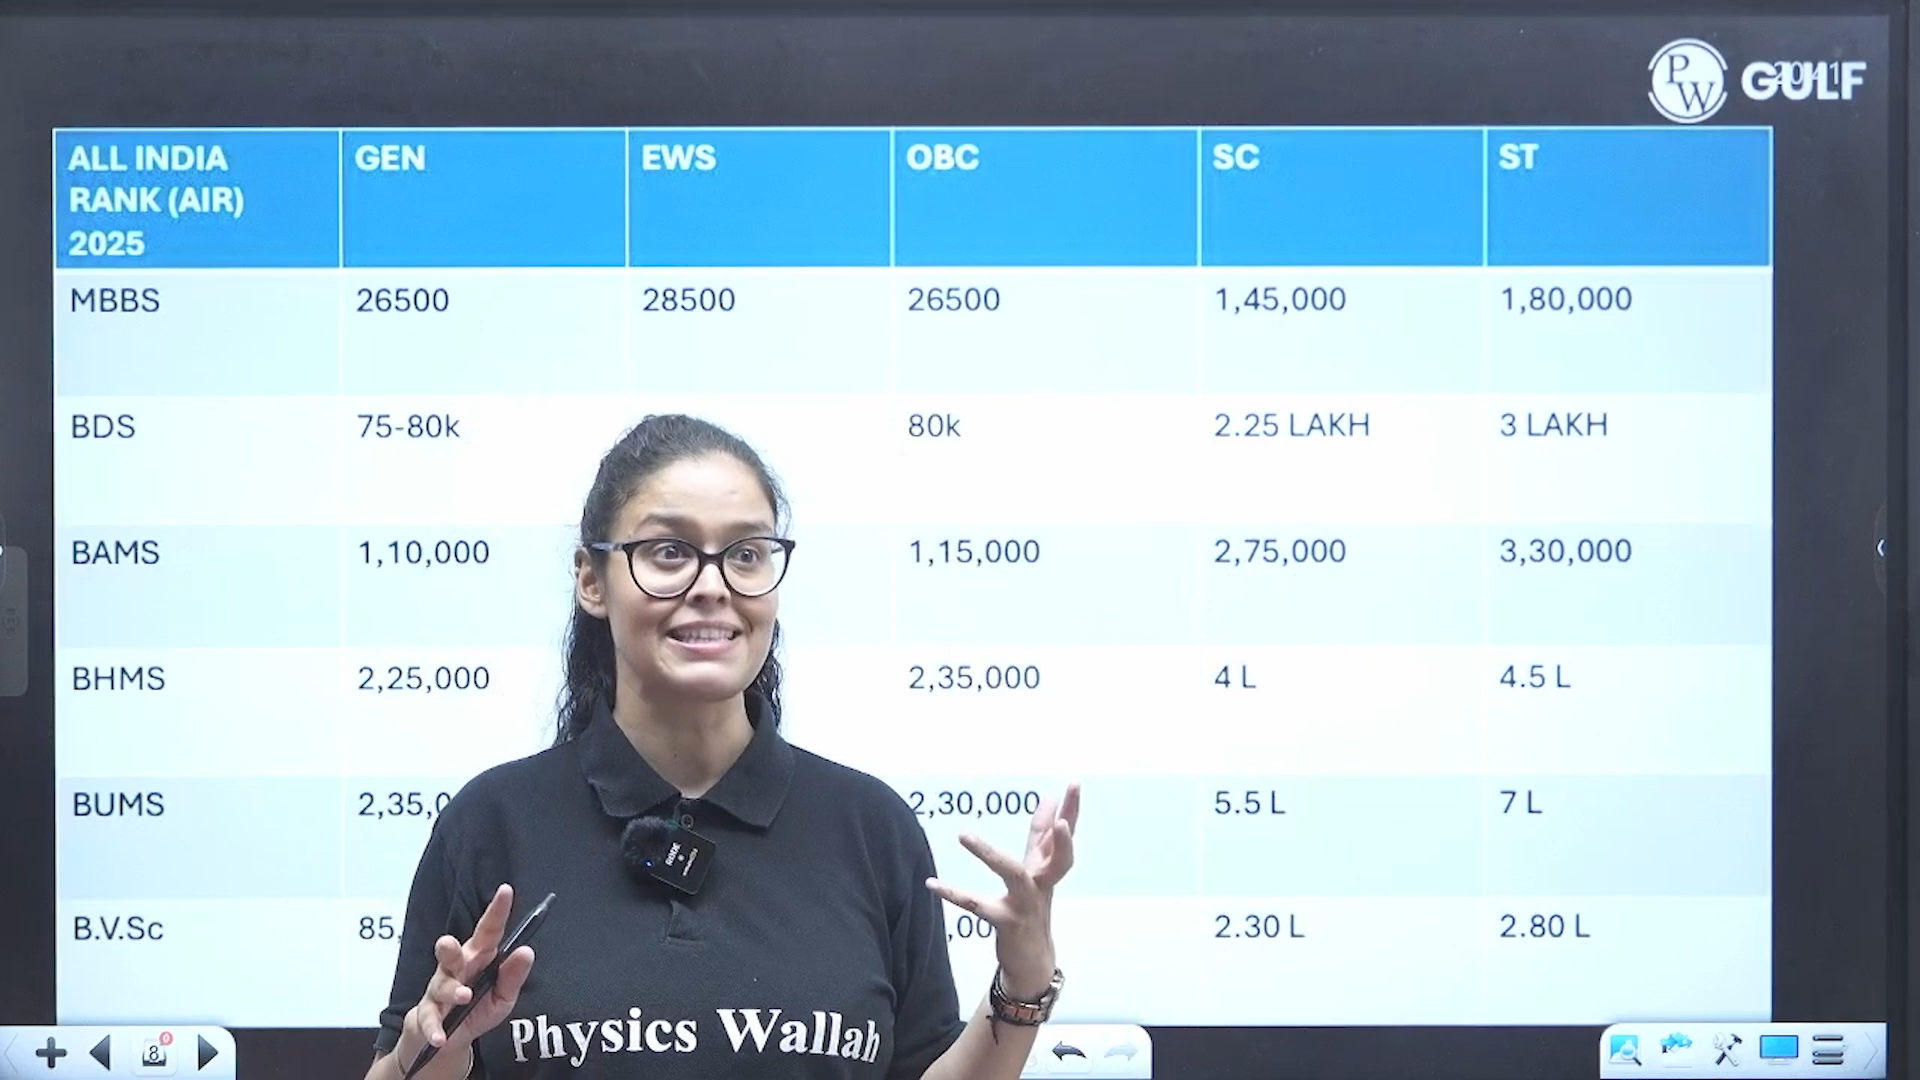 PW GULF
ALL INDIA RANK (AIR) 2025 GEN EWS OBC SC ST
MBBS 26500 28500 26500 1,45,000 1,80,000
BDS 75-80k 80k 2.25 LAKH 3 LAKH
BAMS 1,10,000 1,15,000 2,75,000 3,30,000
BHMS 2,25,000 2,35,000 4 L 4.5 L
BUMS 2,30,000 5.5 L 7 L
B.V.Sc 2.30 L 2.80 L
RODE
Physics Wallah
8